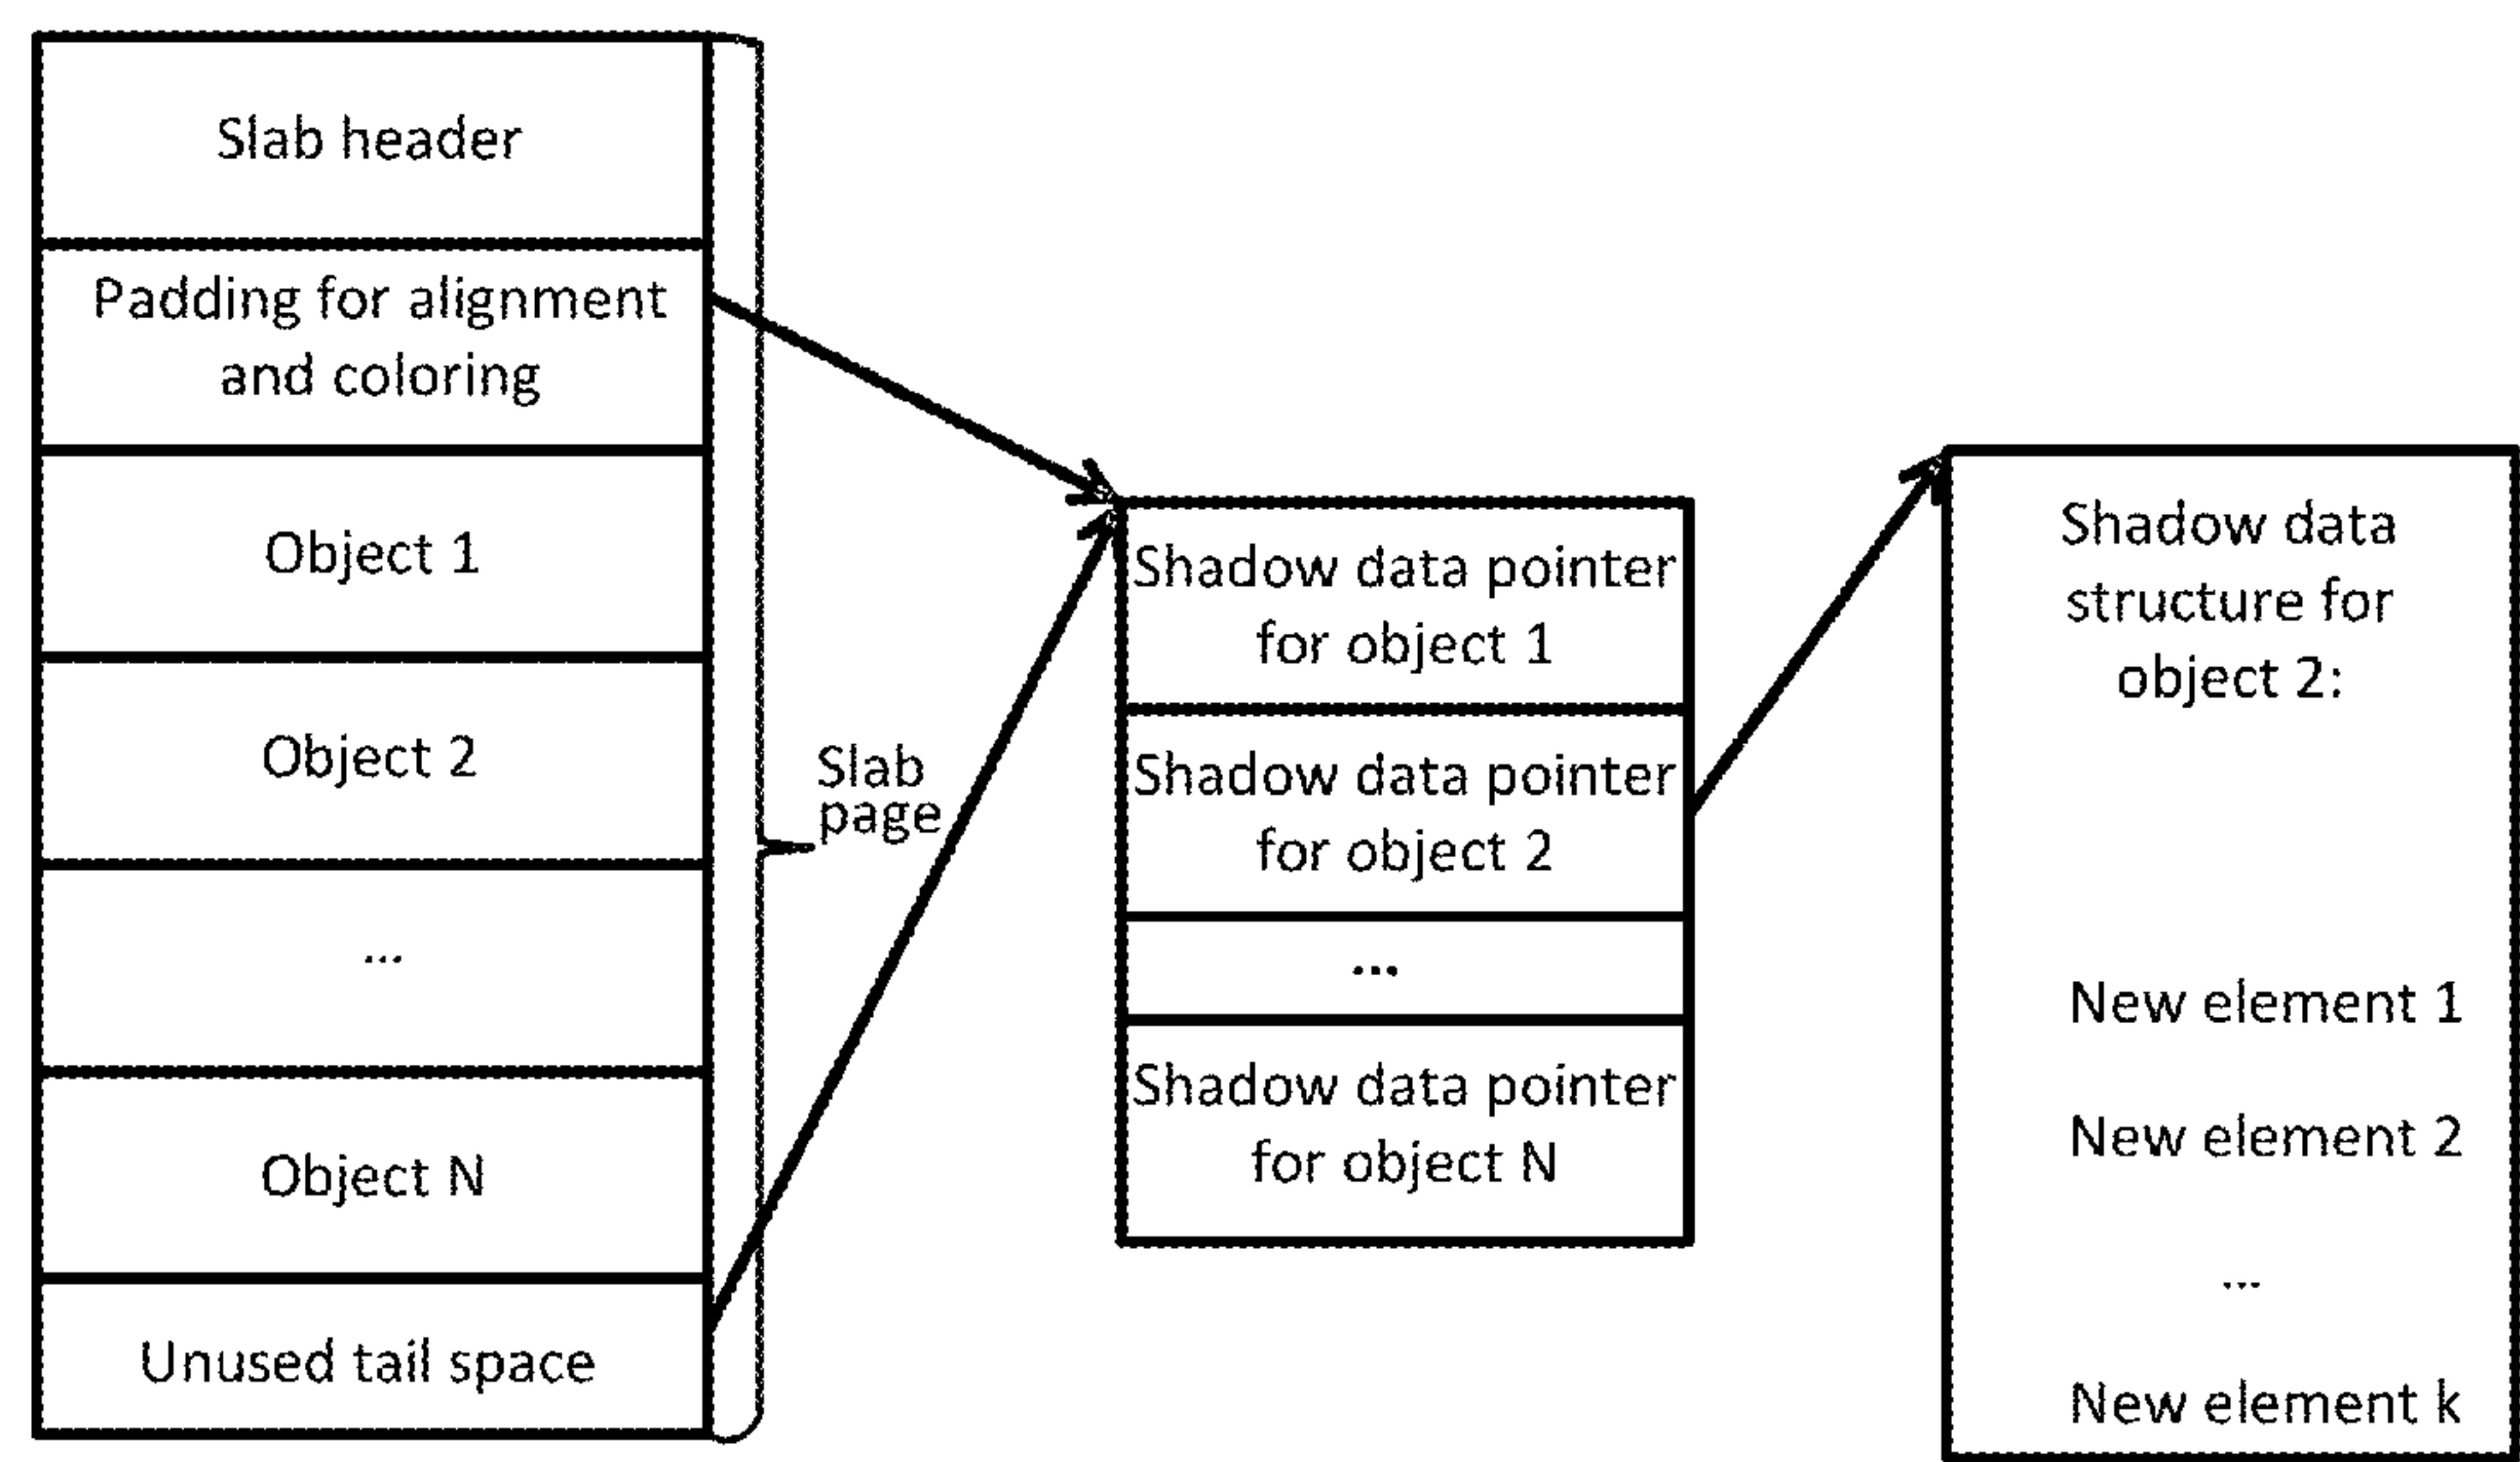 Slab header
Padding for alignment
and coloring
Object 1
Object 2
...
Object N
Unused tail space
Slab
page
Shadow data pointer
for object 1
Shadow data pointer
for object 2
...
Shadow data pointer
for object N
Shadow data
structure for
object 2:
New element 1
New element 2
...
New element k